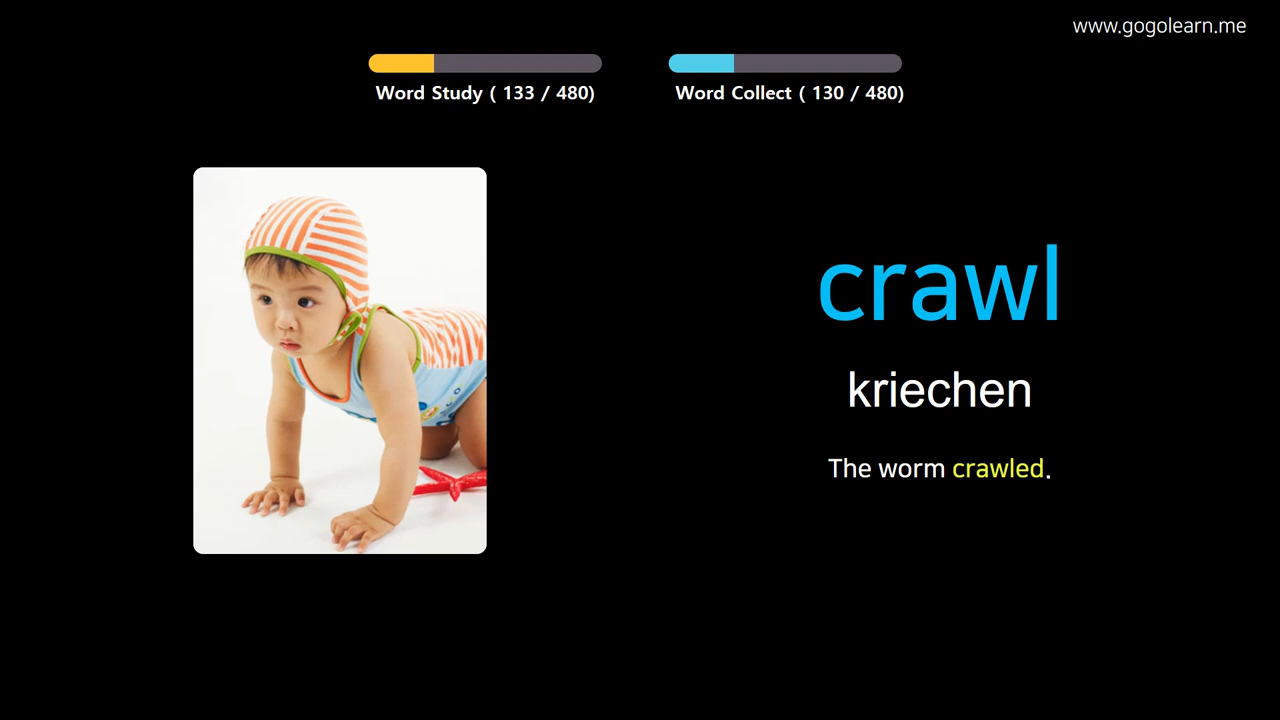 www.gogolearn.me
Word Study ( 133 / 480)
Word Collect ( 130 / 480)
crawl
kriechen
The worm crawled.